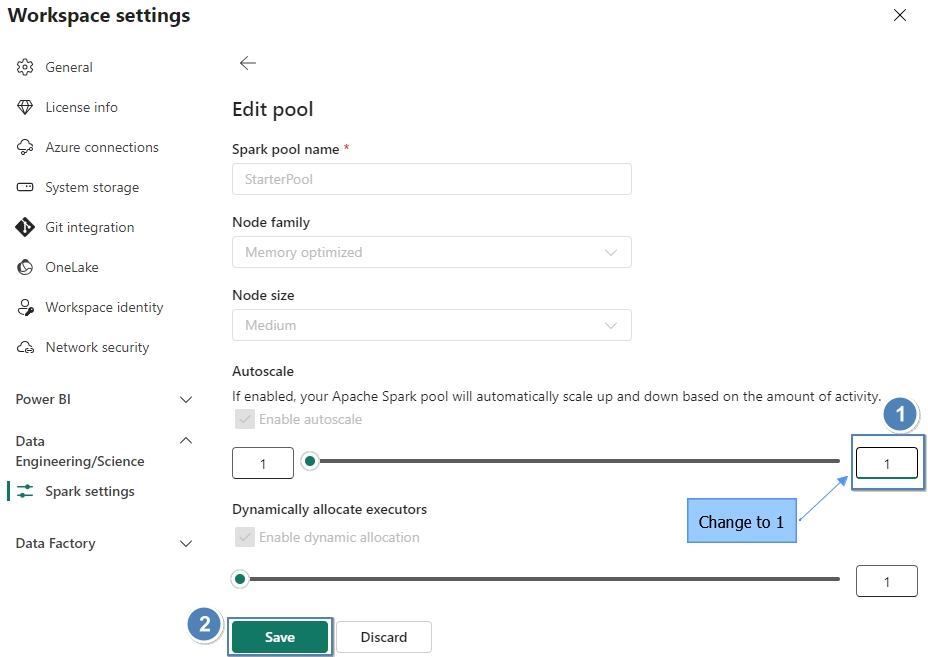 Workspace settings
General
License info
Azure connections
System storage
Git integration
OneLake
Workspace identity
Network security
Power BI
Data
Engineering/Science
Spark settings
Data Factory
Edit pool
Spark pool name *
StarterPool
Node family
Memory optimized
Node size
Medium
Autoscale
If enabled, your Apache Spark pool will automatically scale up and down based on the amount of activity.
Enable autoscale
1
1
1
Change to 1
Dynamically allocate executors
Enable dynamic allocation
1
2
Save
Discard